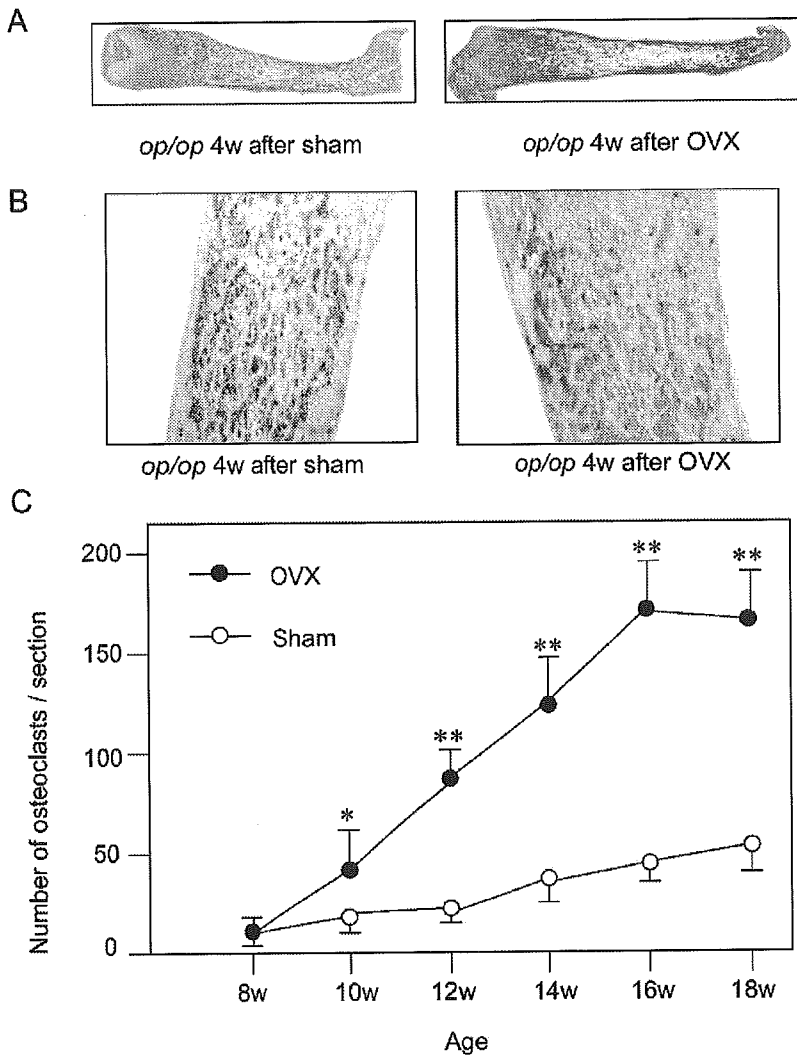 A
op/op 4w after sham
op/op 4w after OVX
B
op/op 4w after sham
op/op 4w after OVX
C
Number of osteoclasts / section
200
150
100
50
0
OVX
Sham
*
**
**
**
**
8w
10w
12w
14w
16w
18w
Age